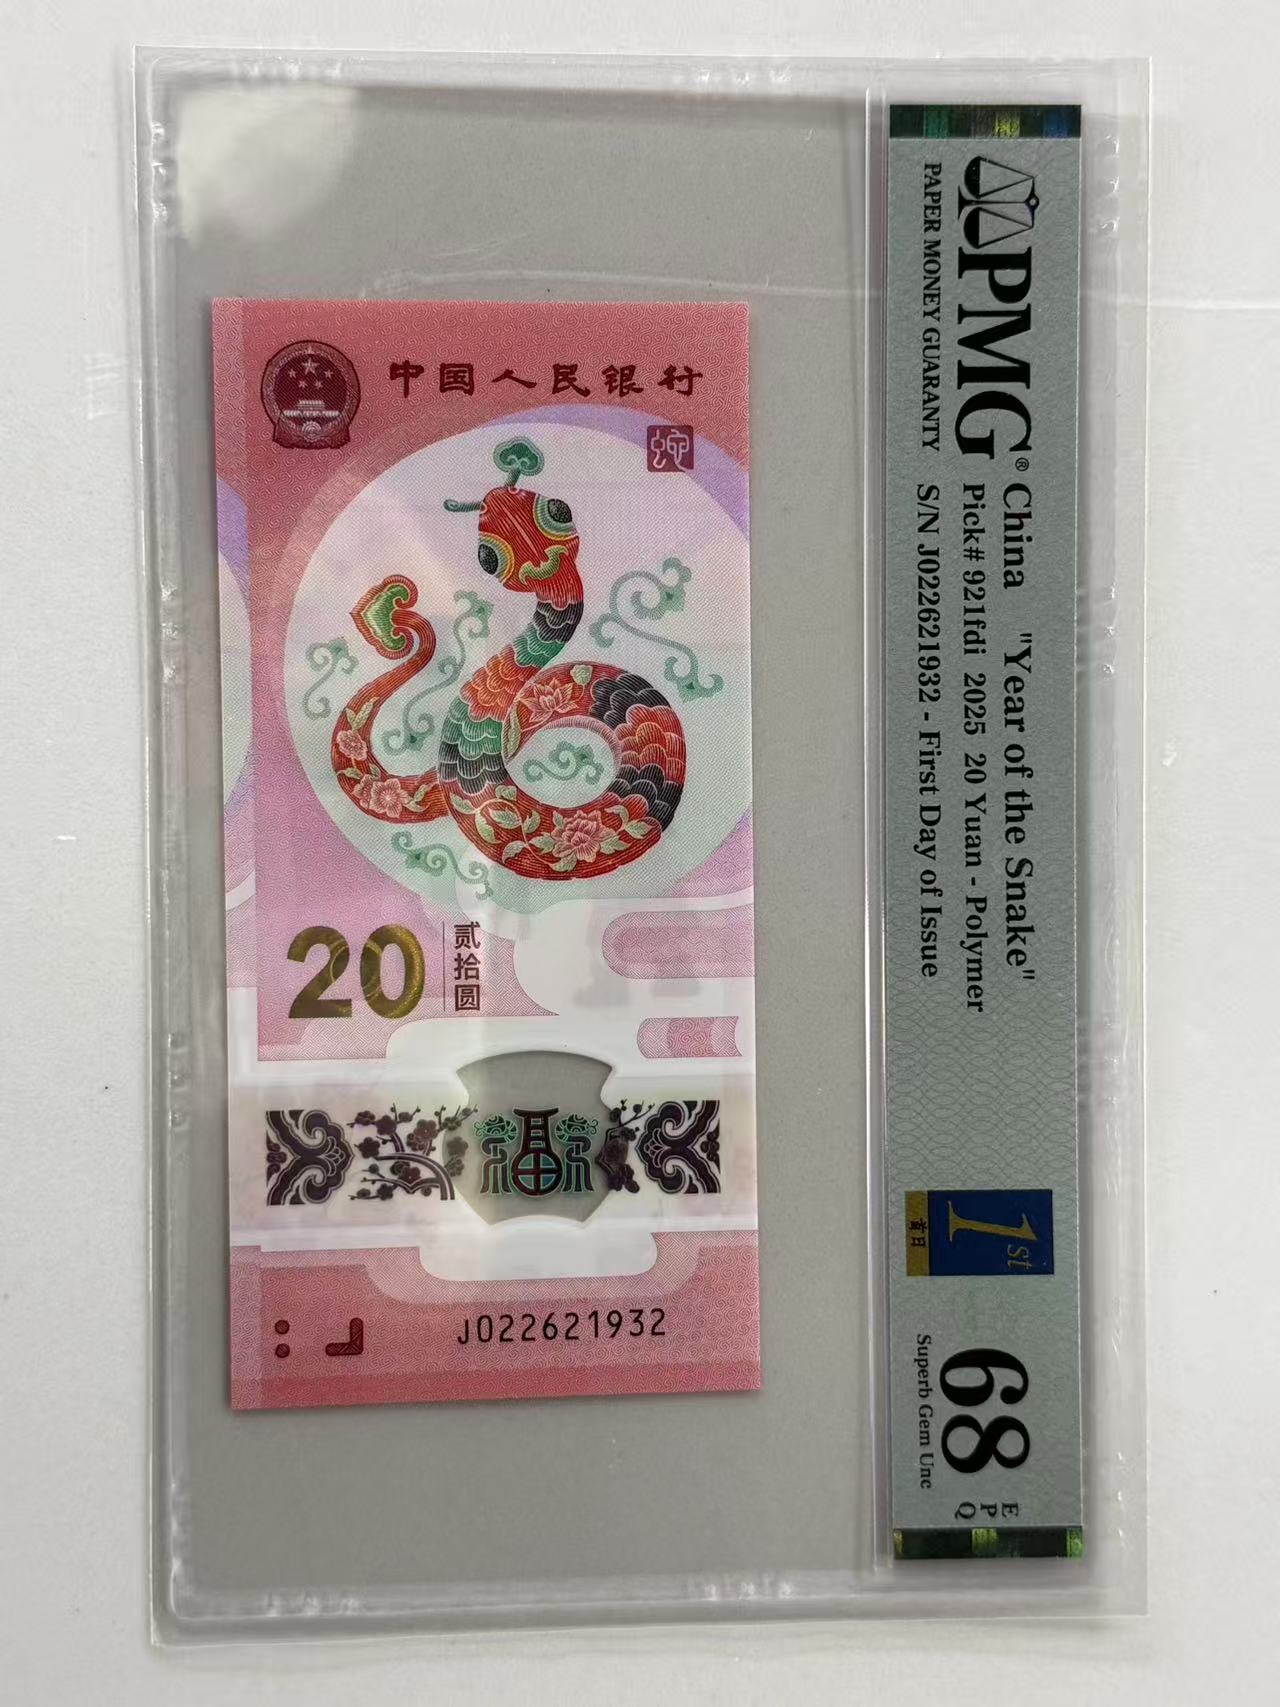 中国人民银行
蛇
20
贰拾圆
J022621932
PMG®
PAPER MONEY GUARANTY
China "Year of the Snake"
Pick# 921fdi 2025 20 Yuan - Polymer
S/N J022621932 - First Day of Issue
1st
首日
68
EPQ
Superb Gem Unc